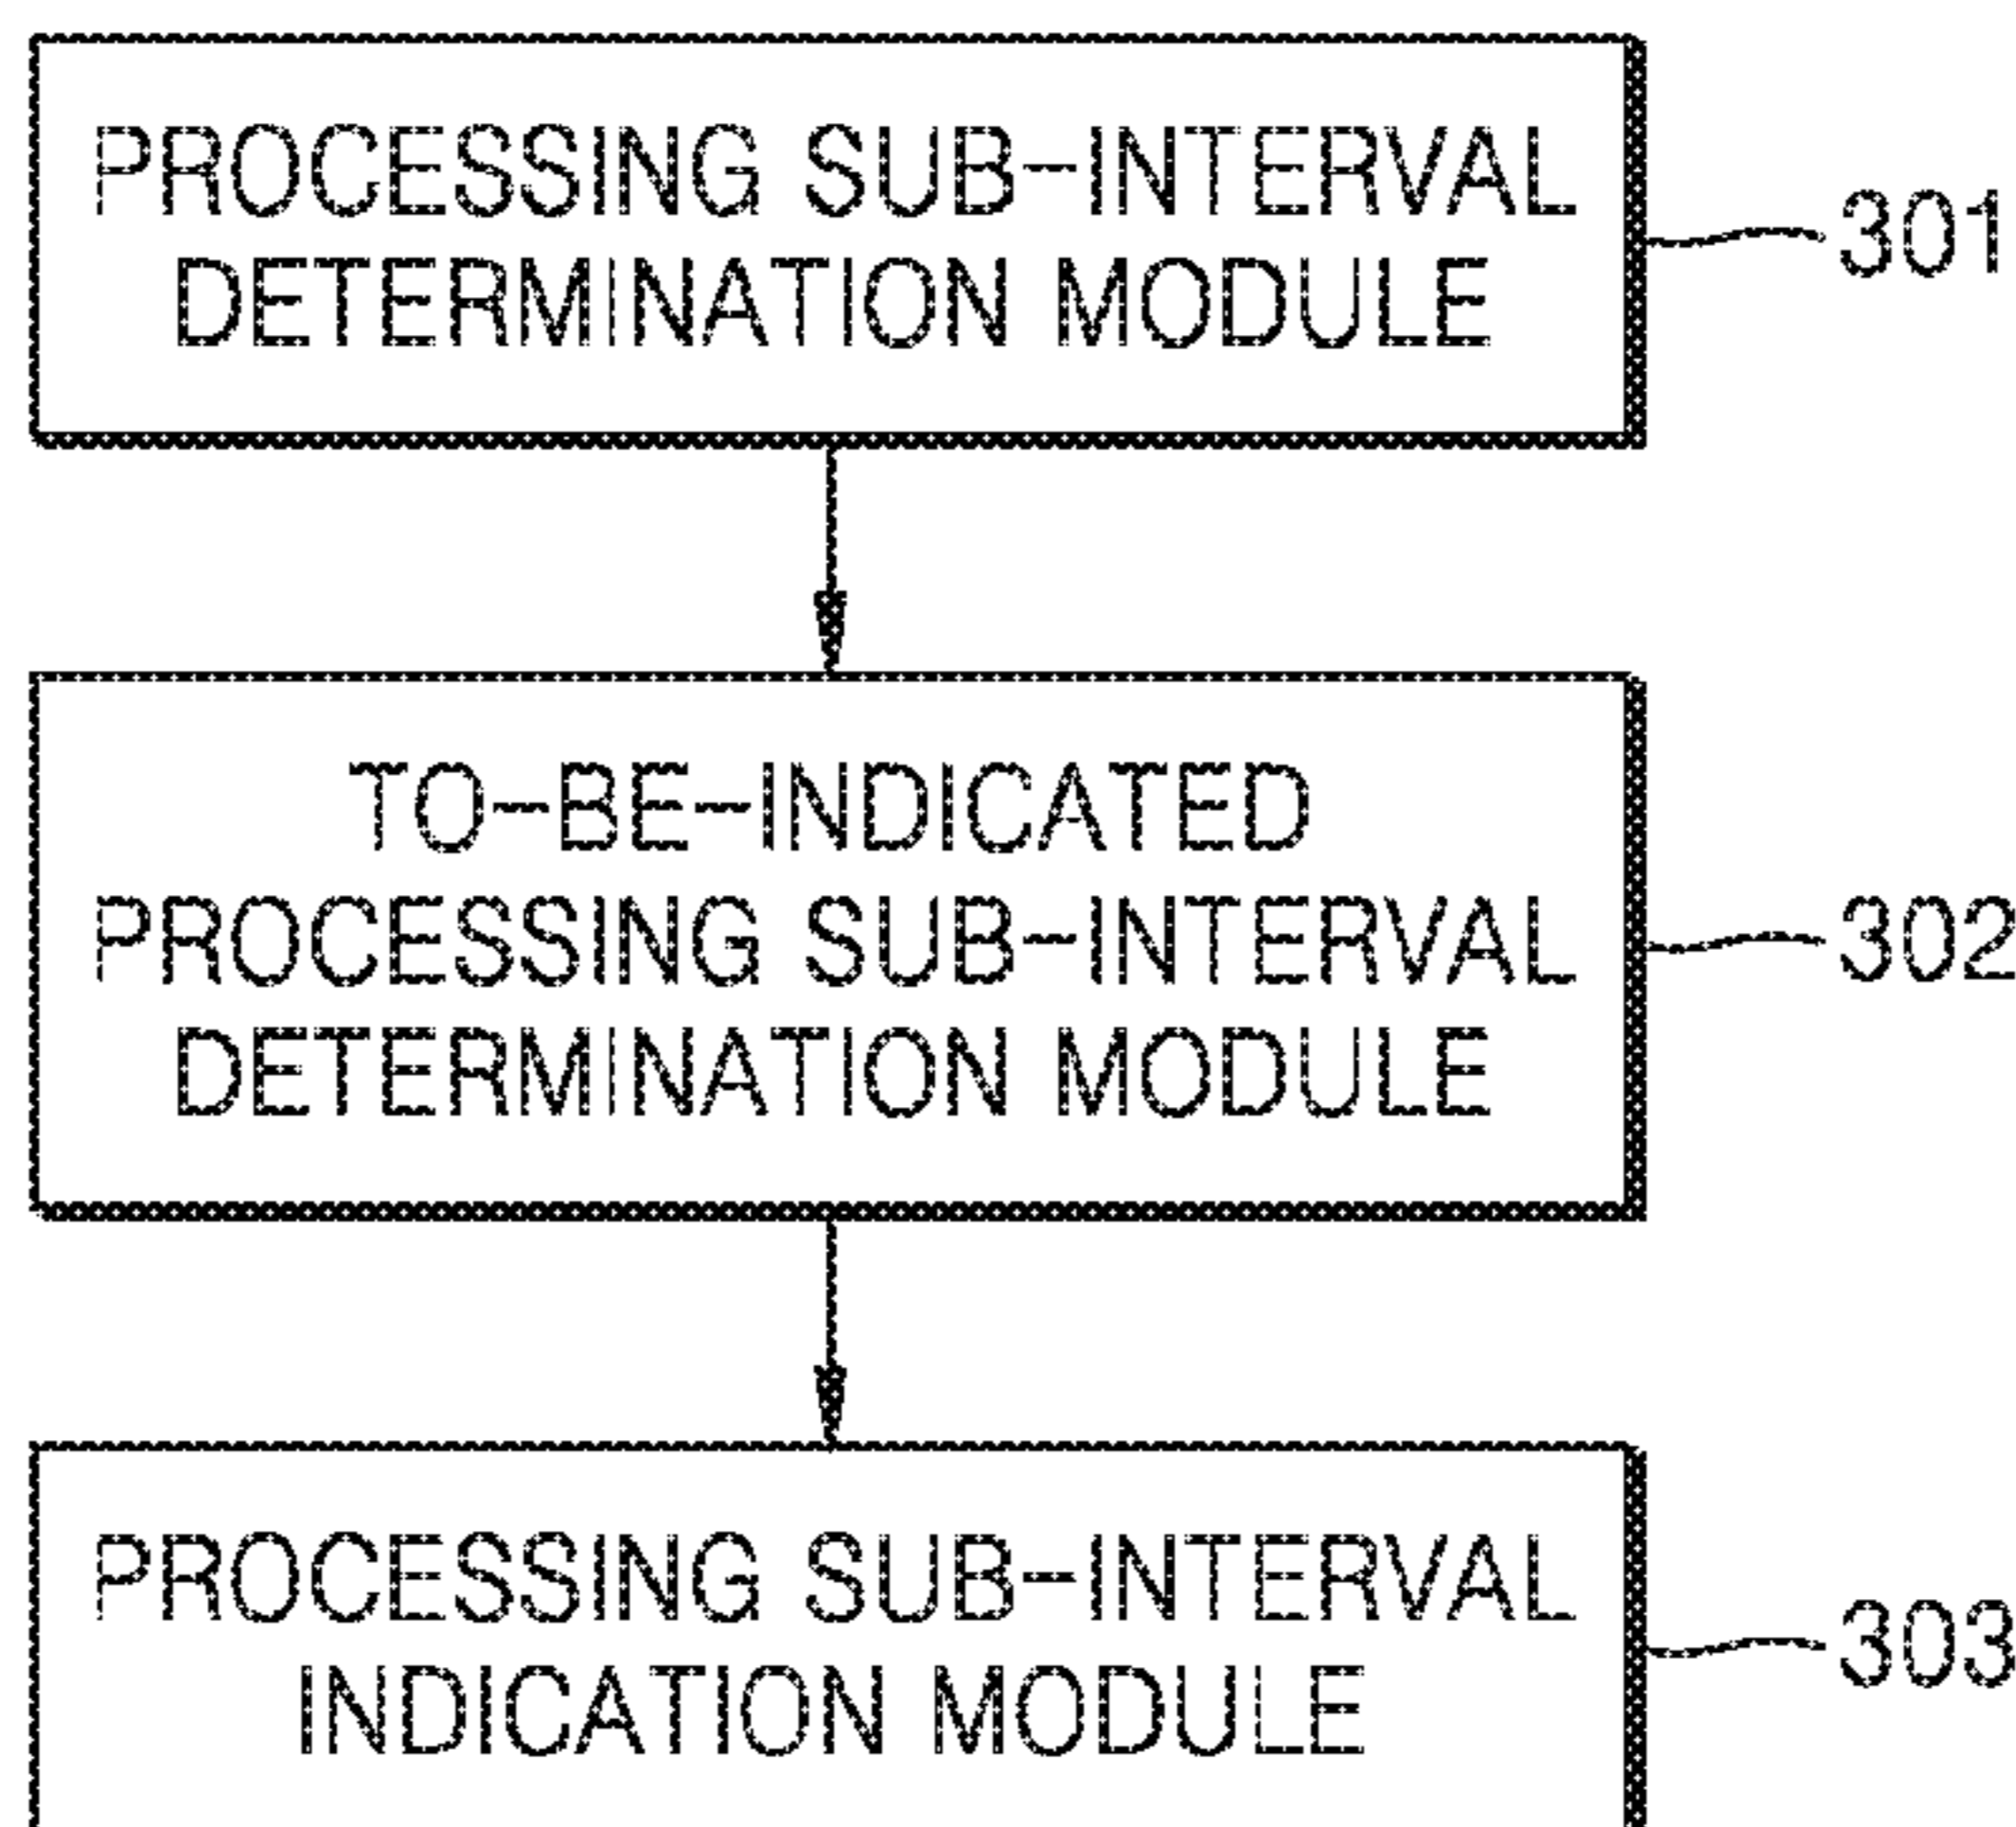 PROCESSING SUB-INTERVAL
DETERMINATION MODULE
301
TO-BE-INDICATED
PROCESSING SUB-INTERVAL
DETERMINATION MODULE
302
PROCESSING SUB-INTERVAL
INDICATION MODULE
303